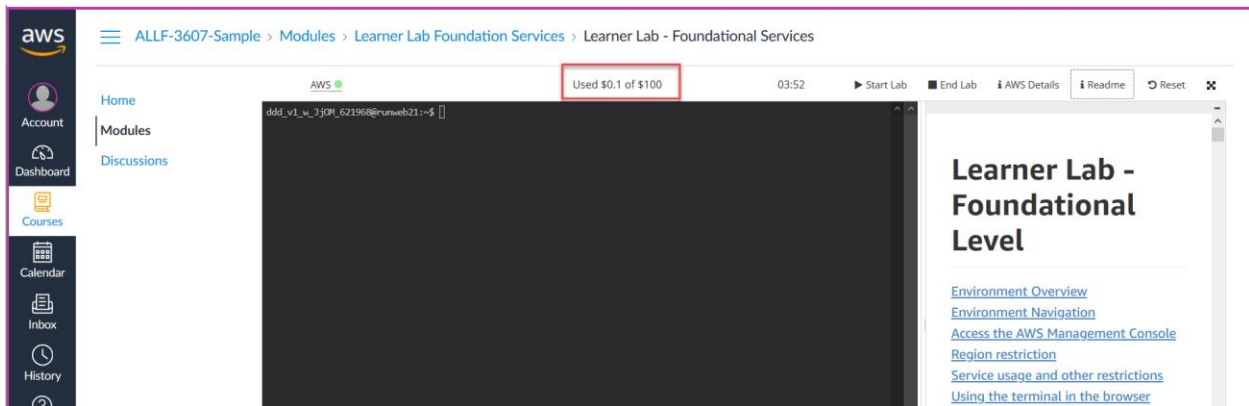 aws
ALLF-3607-Sample > Modules > Learner Lab Foundation Services > Learner Lab - Foundational Services
AWS
Used $0.1 of $100
03:52
Start Lab
End Lab
AWS Details
Readme
Reset
Account
Dashboard
Courses
Calendar
Inbox
History
Home
Modules
Discussions
ddd_v1_w_JjOM_621968@runweb21:~$ []
Learner Lab -
Foundational
Level
Environment Overview
Environment Navigation
Access the AWS Management Console
Region restriction
Service usage and other restrictions
Using the terminal in the browser